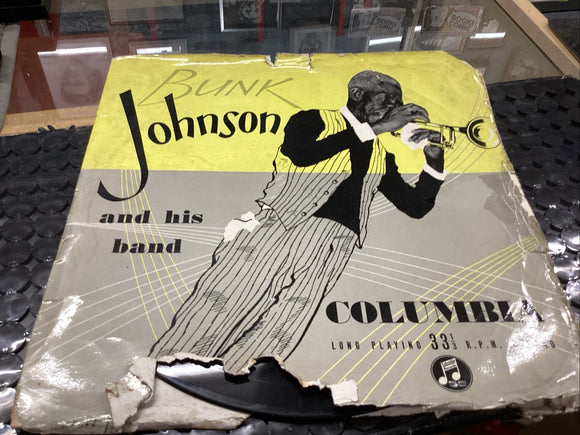 BUNK
Johnson
and his
band
COLUMBIA
LONG PLAYING 33⅓ R.P.M.